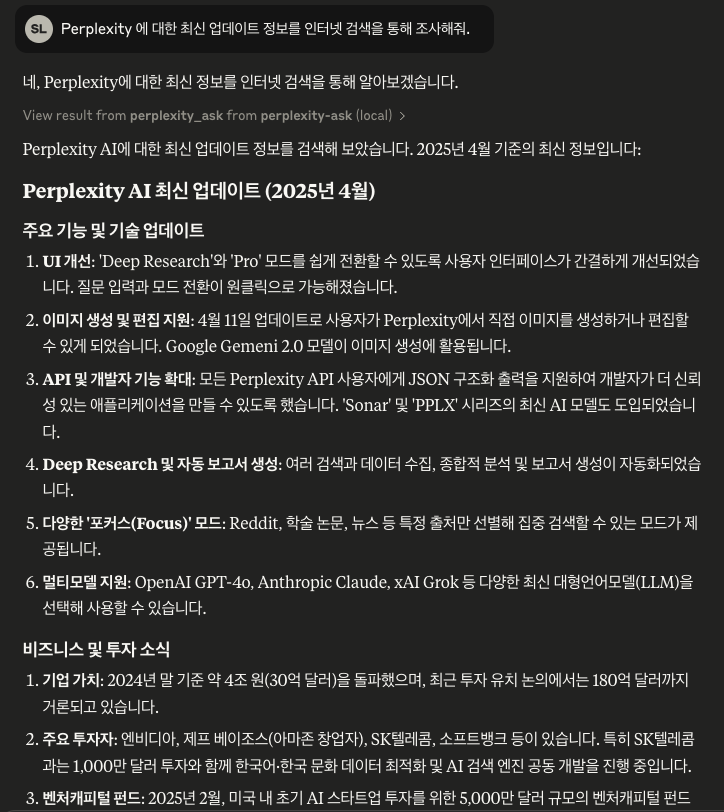 SL Perplexity 에 대한 최신 업데이트 정보를 인터넷 검색을 통해 조사해줘.
네, Perplexity에 대한 최신 정보를 인터넷 검색을 통해 알아보겠습니다.
View result from perplexity_ask from perplexity-ask (local) >
Perplexity AI에 대한 최신 업데이트 정보를 검색해 보았습니다. 2025년 4월 기준의 최신 정보입니다:
Perplexity AI 최신 업데이트 (2025년 4월)
주요 기능 및 기술 업데이트
1. UI 개선: 'Deep Research'와 'Pro' 모드를 쉽게 전환할 수 있도록 사용자 인터페이스가 간결하게 개선되었습
니다. 질문 입력과 모드 전환이 원클릭으로 가능해졌습니다.
2. 이미지 생성 및 편집 지원: 4월 11일 업데이트로 사용자가 Perplexity에서 직접 이미지를 생성하거나 편집할
수 있게 되었습니다. Google Gemeni 2.0 모델이 이미지 생성에 활용됩니다.
3. API 및 개발자 기능 확대: 모든 Perplexity API 사용자에게 JSON 구조화 출력을 지원하여 개발자가 더 신뢰
성 있는 애플리케이션을 만들 수 있도록 했습니다. 'Sonar' 및 'PPLX' 시리즈의 최신 AI 모델도 도입되었습니
다.
4. Deep Research 및 자동 보고서 생성: 여러 검색과 데이터 수집, 종합적 분석 및 보고서 생성이 자동화되었습
니다.
5. 다양한 '포커스(Focus)' 모드: Reddit, 학술 논문, 뉴스 등 특정 출처만 선별해 집중 검색할 수 있는 모드가 제
공됩니다.
6. 멀티모델 지원: OpenAI GPT-4o, Anthropic Claude, xAI Grok 등 다양한 최신 대형언어모델(LLM)을
선택해 사용할 수 있습니다.
비즈니스 및 투자 소식
1. 기업 가치: 2024년 말 기준 약 4조 원(30억 달러)을 돌파했으며, 최근 투자 유치 논의에서는 180억 달러까지
거론되고 있습니다.
2. 주요 투자자: 엔비디아, 제프 베이조스(아마존 창업자), SK텔레콤, 소프트뱅크 등이 있습니다. 특히 SK텔레콤
과는 1,000만 달러 투자와 함께 한국어·한국 문화 데이터 최적화 및 AI 검색 엔진 공동 개발을 진행 중입니다.
3. 벤처캐피털 펀드: 2025년 2월, 미국 내 초기 AI 스타트업 투자를 위한 5,000만 달러 규모의 벤처캐피털 펀드